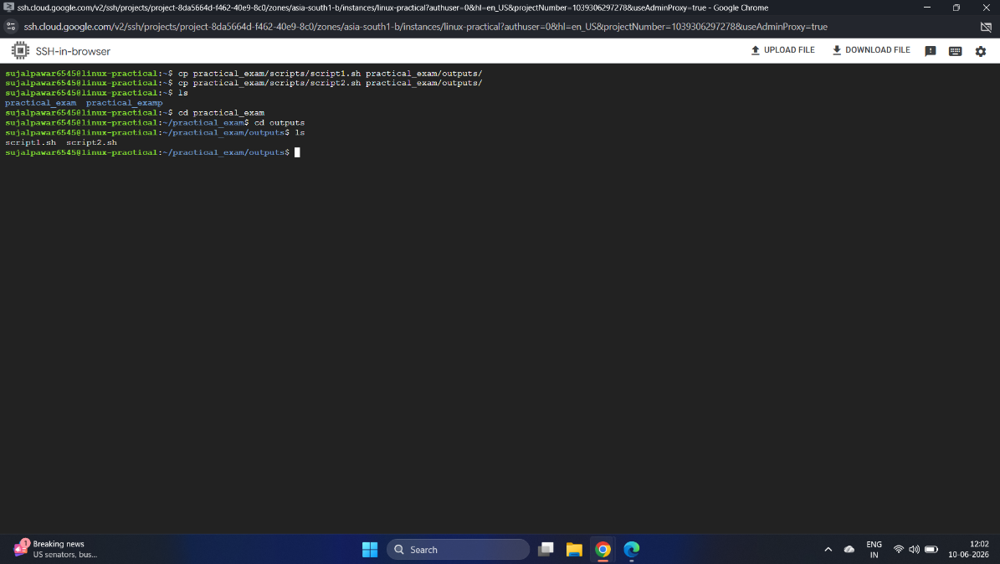 ssh.cloud.google.com/v2/ssh/projects/project-8da5664d-f462-40e9-8c0/zones/asia-south1-b/instances/linux-practical?authuser=0&hl=en_US&projectNumber=1039306297278&useAdminProxy=true - Google Chrome
ssh.cloud.google.com/v2/ssh/projects/project-8da5664d-f462-40e9-8c0/zones/asia-south1-b/instances/linux-practical?authuser=0&hl=en_US&projectNumber=1039306297278&useAdminProxy=true
SSH-in-browser UPLOAD FILE DOWNLOAD FILE
sujalpawar6545@linux-practical:~$ cp practical_exam/scripts/script1.sh practical_exam/outputs/
sujalpawar6545@linux-practical:~$ cp practical_exam/scripts/script2.sh practical_exam/outputs/
sujalpawar6545@linux-practical:~$ ls
practical_exam  practical_examp
sujalpawar6545@linux-practical:~$ cd practical_exam
sujalpawar6545@linux-practical:~/practical_exam$ cd outputs
sujalpawar6545@linux-practical:~/practical_exam/outputs$ ls
script1.sh  script2.sh
sujalpawar6545@linux-practical:~/practical_exam/outputs$
1 Breaking news
US senators, bus...
Search
ENG
IN
12:02
10-06-2026